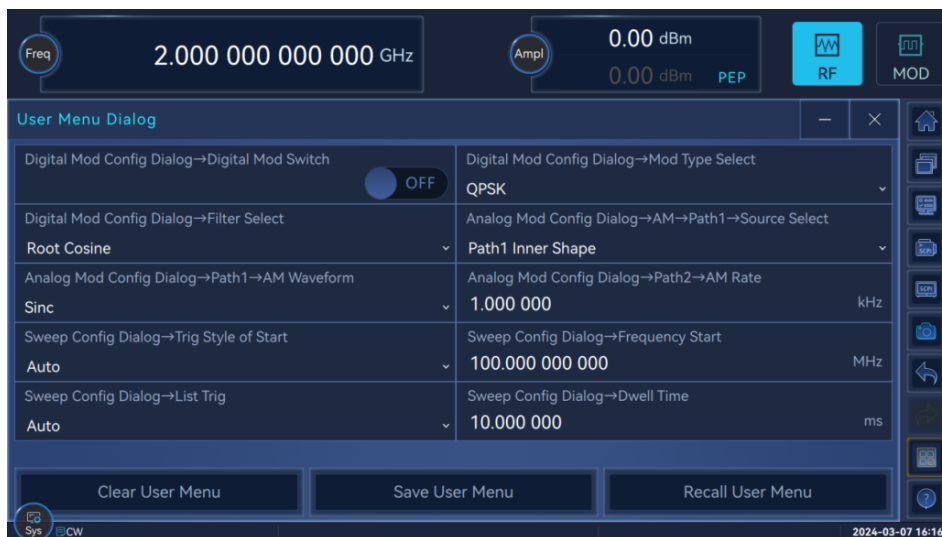 Freq
2.000 000 000 000 GHz
Ampl
0.00 dBm
0.00 dBm PEP
RF
MOD
User Menu Dialog
Digital Mod Config Dialog→Digital Mod Switch
OFF
Digital Mod Config Dialog→Mod Type Select
QPSK
Digital Mod Config Dialog→Filter Select
Root Cosine
Analog Mod Config Dialog→AM→Path1→Source Select
Path1 Inner Shape
Analog Mod Config Dialog→Path1→AM Waveform
Sinc
Analog Mod Config Dialog→Path2→AM Rate
1.000 000 kHz
Sweep Config Dialog→Trig Style of Start
Auto
Sweep Config Dialog→Frequency Start
100.000 000 000 MHz
Sweep Config Dialog→List Trig
Auto
Sweep Config Dialog→Dwell Time
10.000 000 ms
Clear User Menu
Save User Menu
Recall User Menu
SCPI
SCPI
?
Sys
CW
2024-03-07 16:16